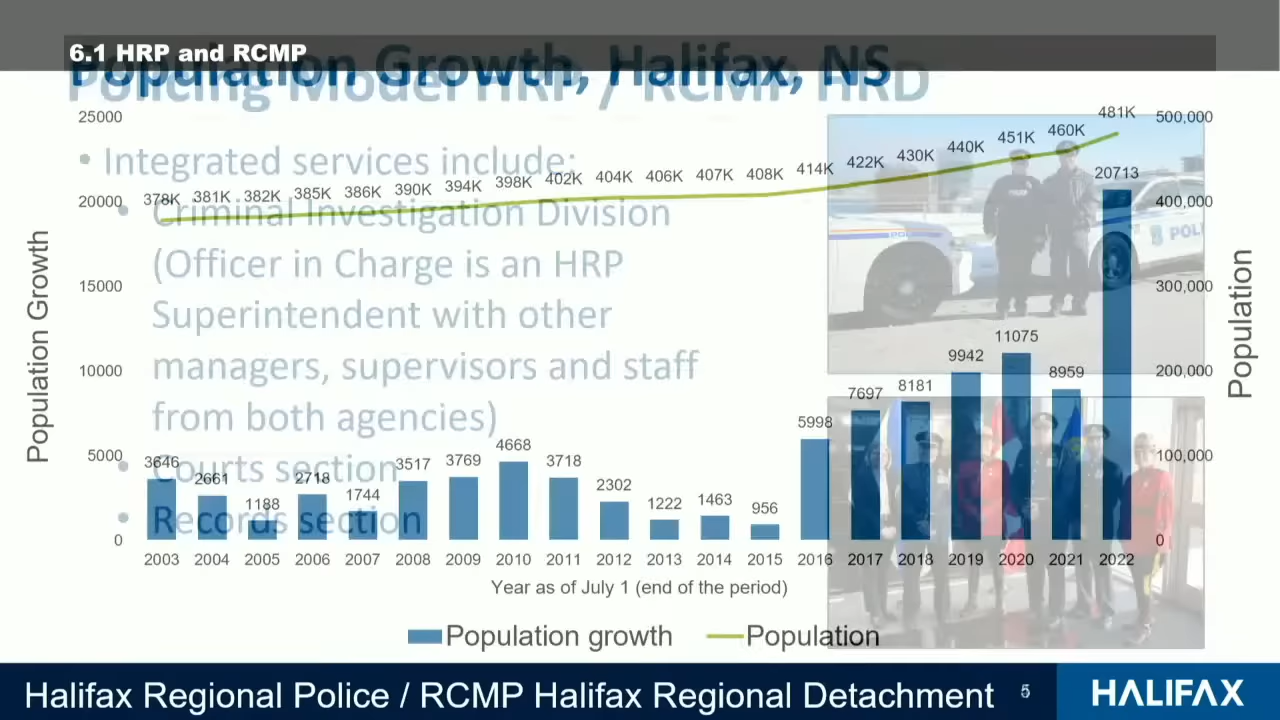 6.1 HRP and RCMP
Population Growth, Halifax, NS
Policing Model HRP / RCMP HRD
• Integrated services include:
• Criminal Investigation Division
(Officer in Charge is an HRP
Superintendent with other
managers, supervisors and staff
from both agencies)
• Courts section
• Records section
Population Growth
25000
20000
15000
10000
5000
0
378K 381K 382K 385K 386K 390K 394K 398K 402K 404K 406K 407K 408K 414K 422K 430K 440K 451K 460K 481K
3646 2661 1188 2718 1744 3517 3769 4668 3718 2302 1222 1463 956 5998 7697 8181 9942 11075 8959 20713
500,000
400,000
300,000
200,000
100,000
0
Population
2003 2004 2005 2006 2007 2008 2009 2010 2011 2012 2013 2014 2015 2016 2017 2018 2019 2020 2021 2022
Year as of July 1 (end of the period)
Population growth Population
POLICE
Halifax Regional Police / RCMP Halifax Regional Detachment
HALIFAX